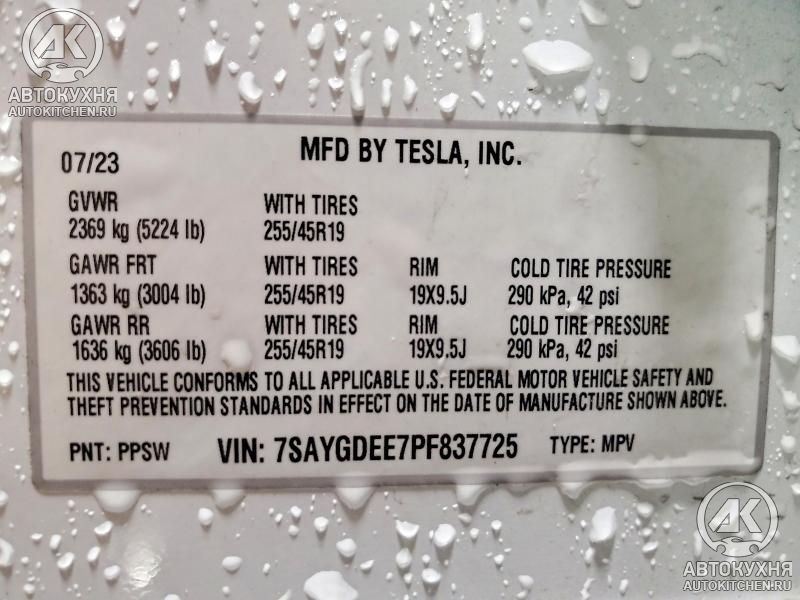 АК
АВТОКУХНЯ
AUTOKITCHEN.RU
07/23 MFD BY TESLA, INC.
GVWR WITH TIRES
2369 kg (5224 lb) 255/45R19
GAWR FRT WITH TIRES RIM COLD TIRE PRESSURE
1363 kg (3004 lb) 255/45R19 19X9.5J 290 kPa, 42 psi
GAWR RR WITH TIRES RIM COLD TIRE PRESSURE
1636 kg (3606 lb) 255/45R19 19X9.5J 290 kPa, 42 psi
THIS VEHICLE CONFORMS TO ALL APPLICABLE U.S. FEDERAL MOTOR VEHICLE SAFETY AND
THEFT PREVENTION STANDARDS IN EFFECT ON THE DATE OF MANUFACTURE SHOWN ABOVE.
PNT: PPSW VIN: 7SAYGDEE7PF837725 TYPE: MPV
АК
АВТОКУХНЯ
AUTOKITCHEN.RU